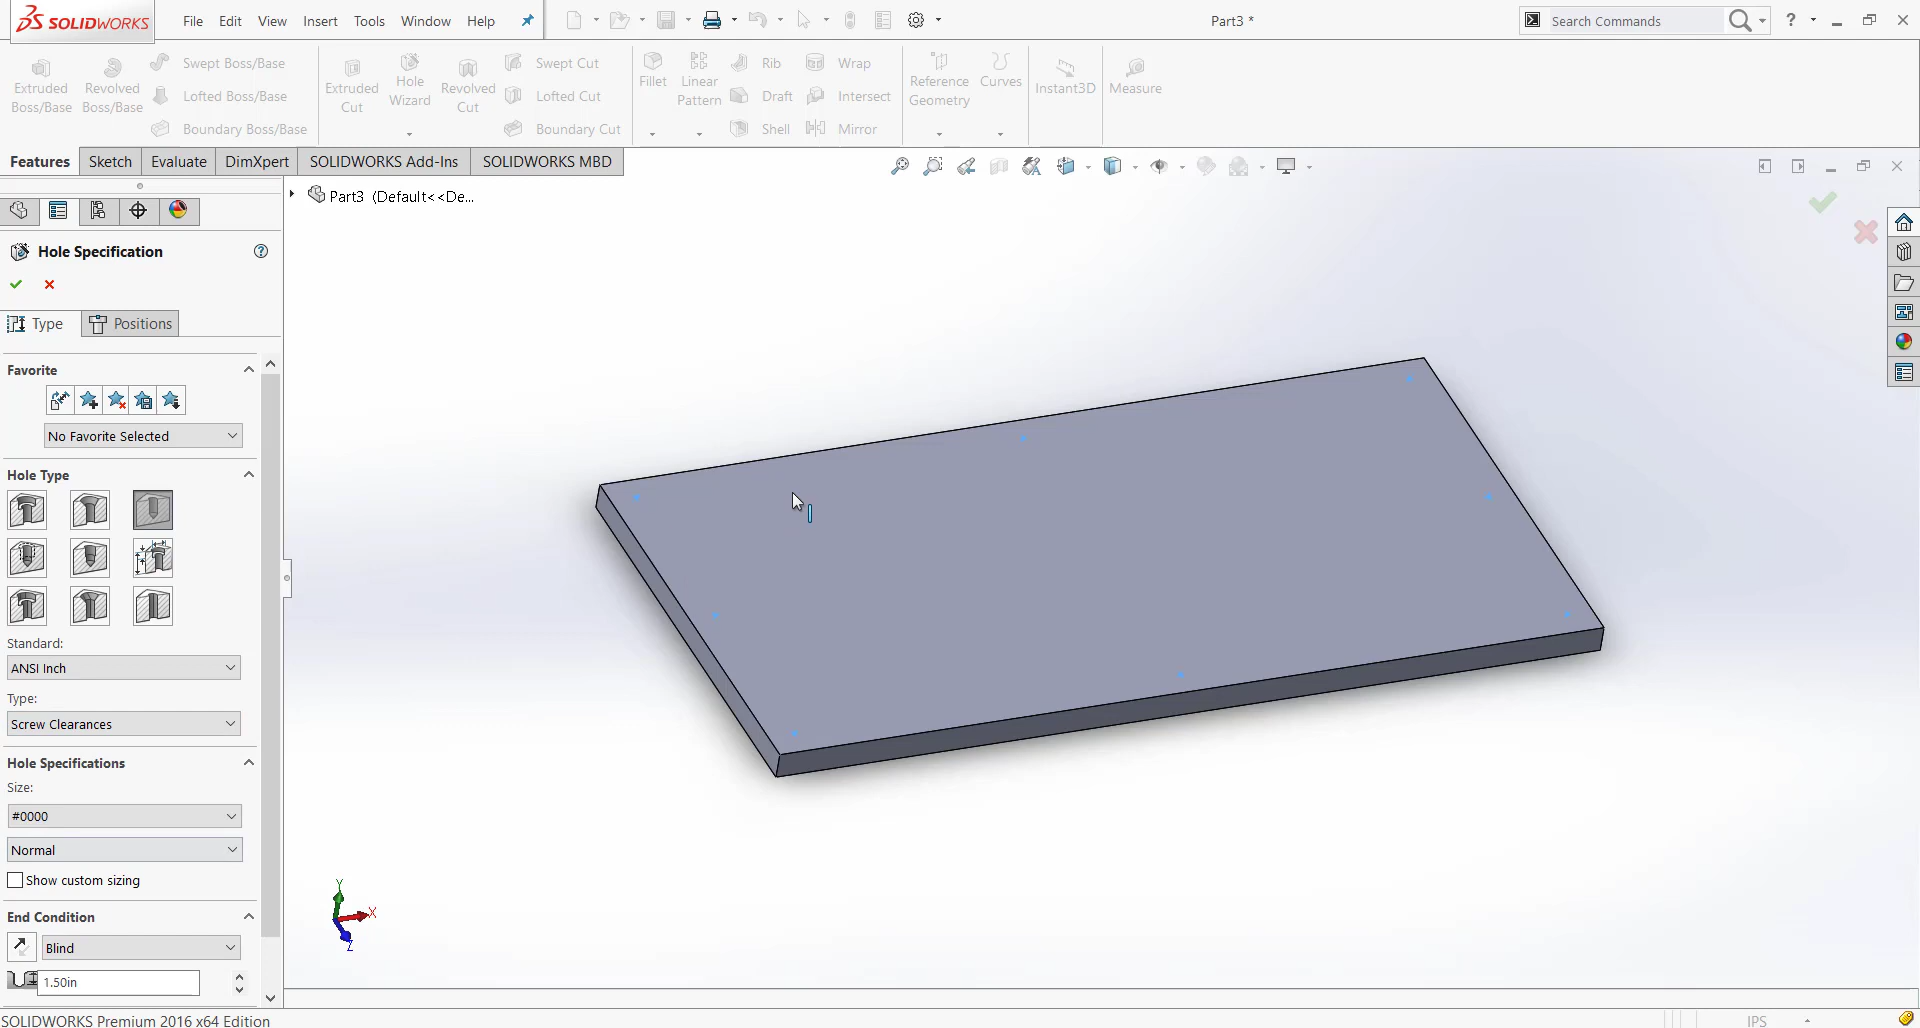 SOLIDWORKS
File Edit View Insert Tools Window Help
Part3 *
Search Commands
?
Extruded Boss/Base
Revolved Boss/Base
Swept Boss/Base
Lofted Boss/Base
Boundary Boss/Base
Extruded Cut
Hole Wizard
Revolved Cut
Swept Cut
Lofted Cut
Boundary Cut
Fillet
Linear Pattern
Rib
Draft
Shell
Wrap
Intersect
Mirror
Reference Geometry
Curves
Instant3D
Measure
Features Sketch Evaluate DimXpert SOLIDWORKS Add-Ins SOLIDWORKS MBD
Part3 (Default<<De...
Hole Specification
?
Type Positions
Favorite
No Favorite Selected
Hole Type
Standard:
ANSI Inch
Type:
Screw Clearances
Hole Specifications
Size:
#0000
Normal
Show custom sizing
End Condition
Blind
1.50in
Y
X
Z
SOLIDWORKS Premium 2016 x64 Edition
IPS